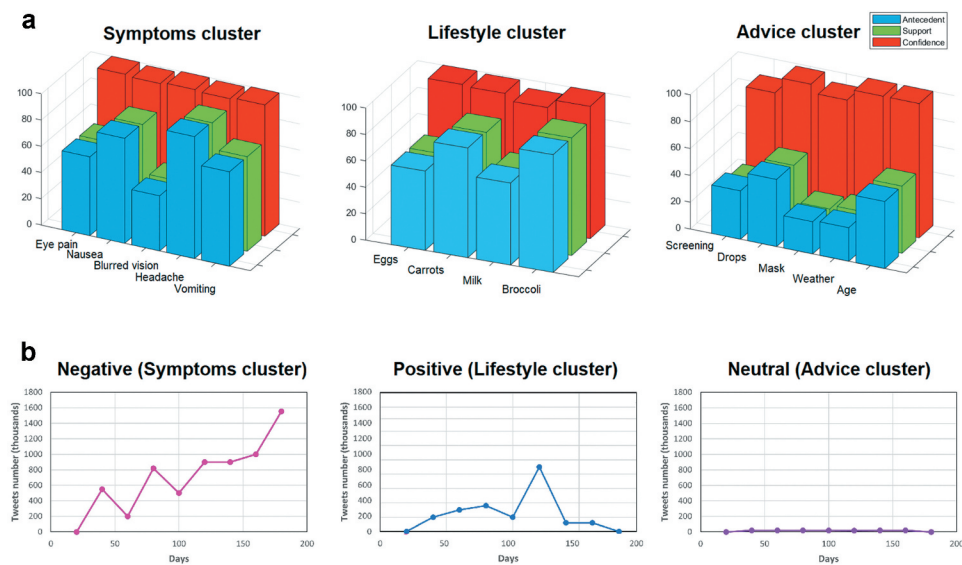 a
Symptoms cluster
Lifestyle cluster
Advice cluster
Antecedent
Support
Confidence
100
80
60
40
20
0
Eye pain
Nausea
Blurred vision
Headache
Vomiting
100
80
60
40
20
0
Eggs
Carrots
Milk
Broccoli
100
80
60
40
20
0
Screening
Drops
Mask
Weather
Age
b
Negative (Symptoms cluster)
Positive (Lifestyle cluster)
Neutral (Advice cluster)
Tweets number (thousands)
1800
1600
1400
1200
1000
800
600
400
200
0
0 50 100 150 200
Days
Tweets number (thousands)
1800
1600
1400
1200
1000
800
600
400
200
0
0 50 100 150 200
Days
Tweets number (thousands)
1800
1600
1400
1200
1000
800
600
400
200
0
0 50 100 150 200
Days